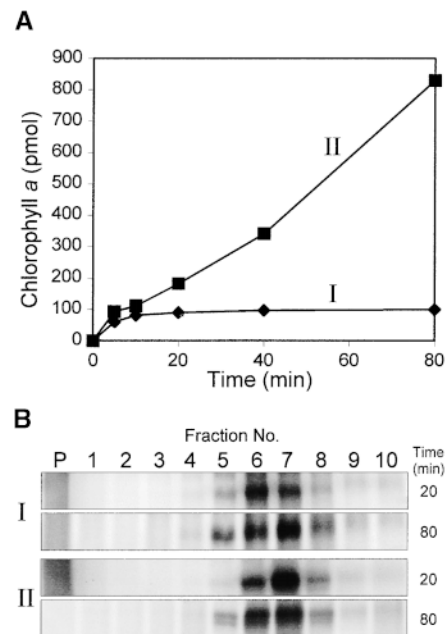 A
900
800
700
600
500
400
300
200
100
0
Chlorophyll a (pmol)
II
I
0 20 40 60 80
Time (min)
B
Fraction No.
Time
(min)
P 1 2 3 4 5 6 7 8 9 10
I
20
80
II
20
80